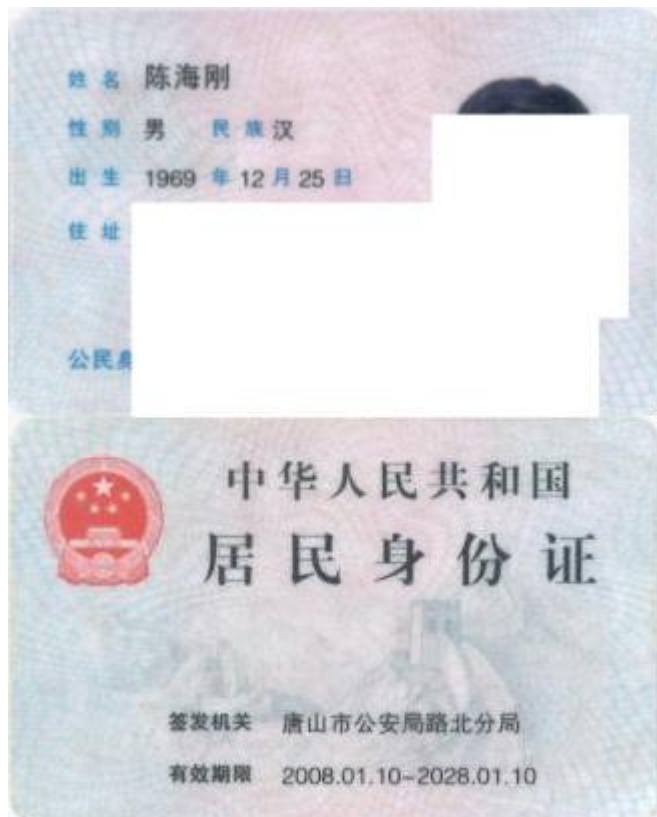 姓名 陈海刚
性别 男 民族 汉
出生 1969 年 12 月 25 日
住址
公民身
中华人民共和国
居民身份证
签发机关 唐山市公安局路北分局
有效期限 2008.01.10-2028.01.10